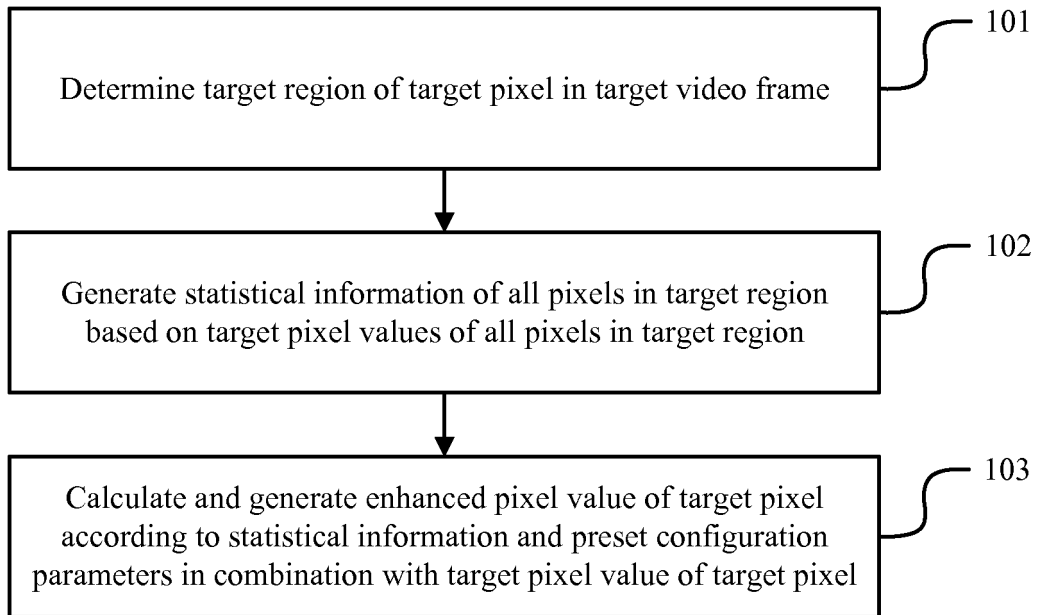 101
Determine target region of target pixel in target video frame
102
Generate statistical information of all pixels in target region
based on target pixel values of all pixels in target region
103
Calculate and generate enhanced pixel value of target pixel
according to statistical information and preset configuration
parameters in combination with target pixel value of target pixel